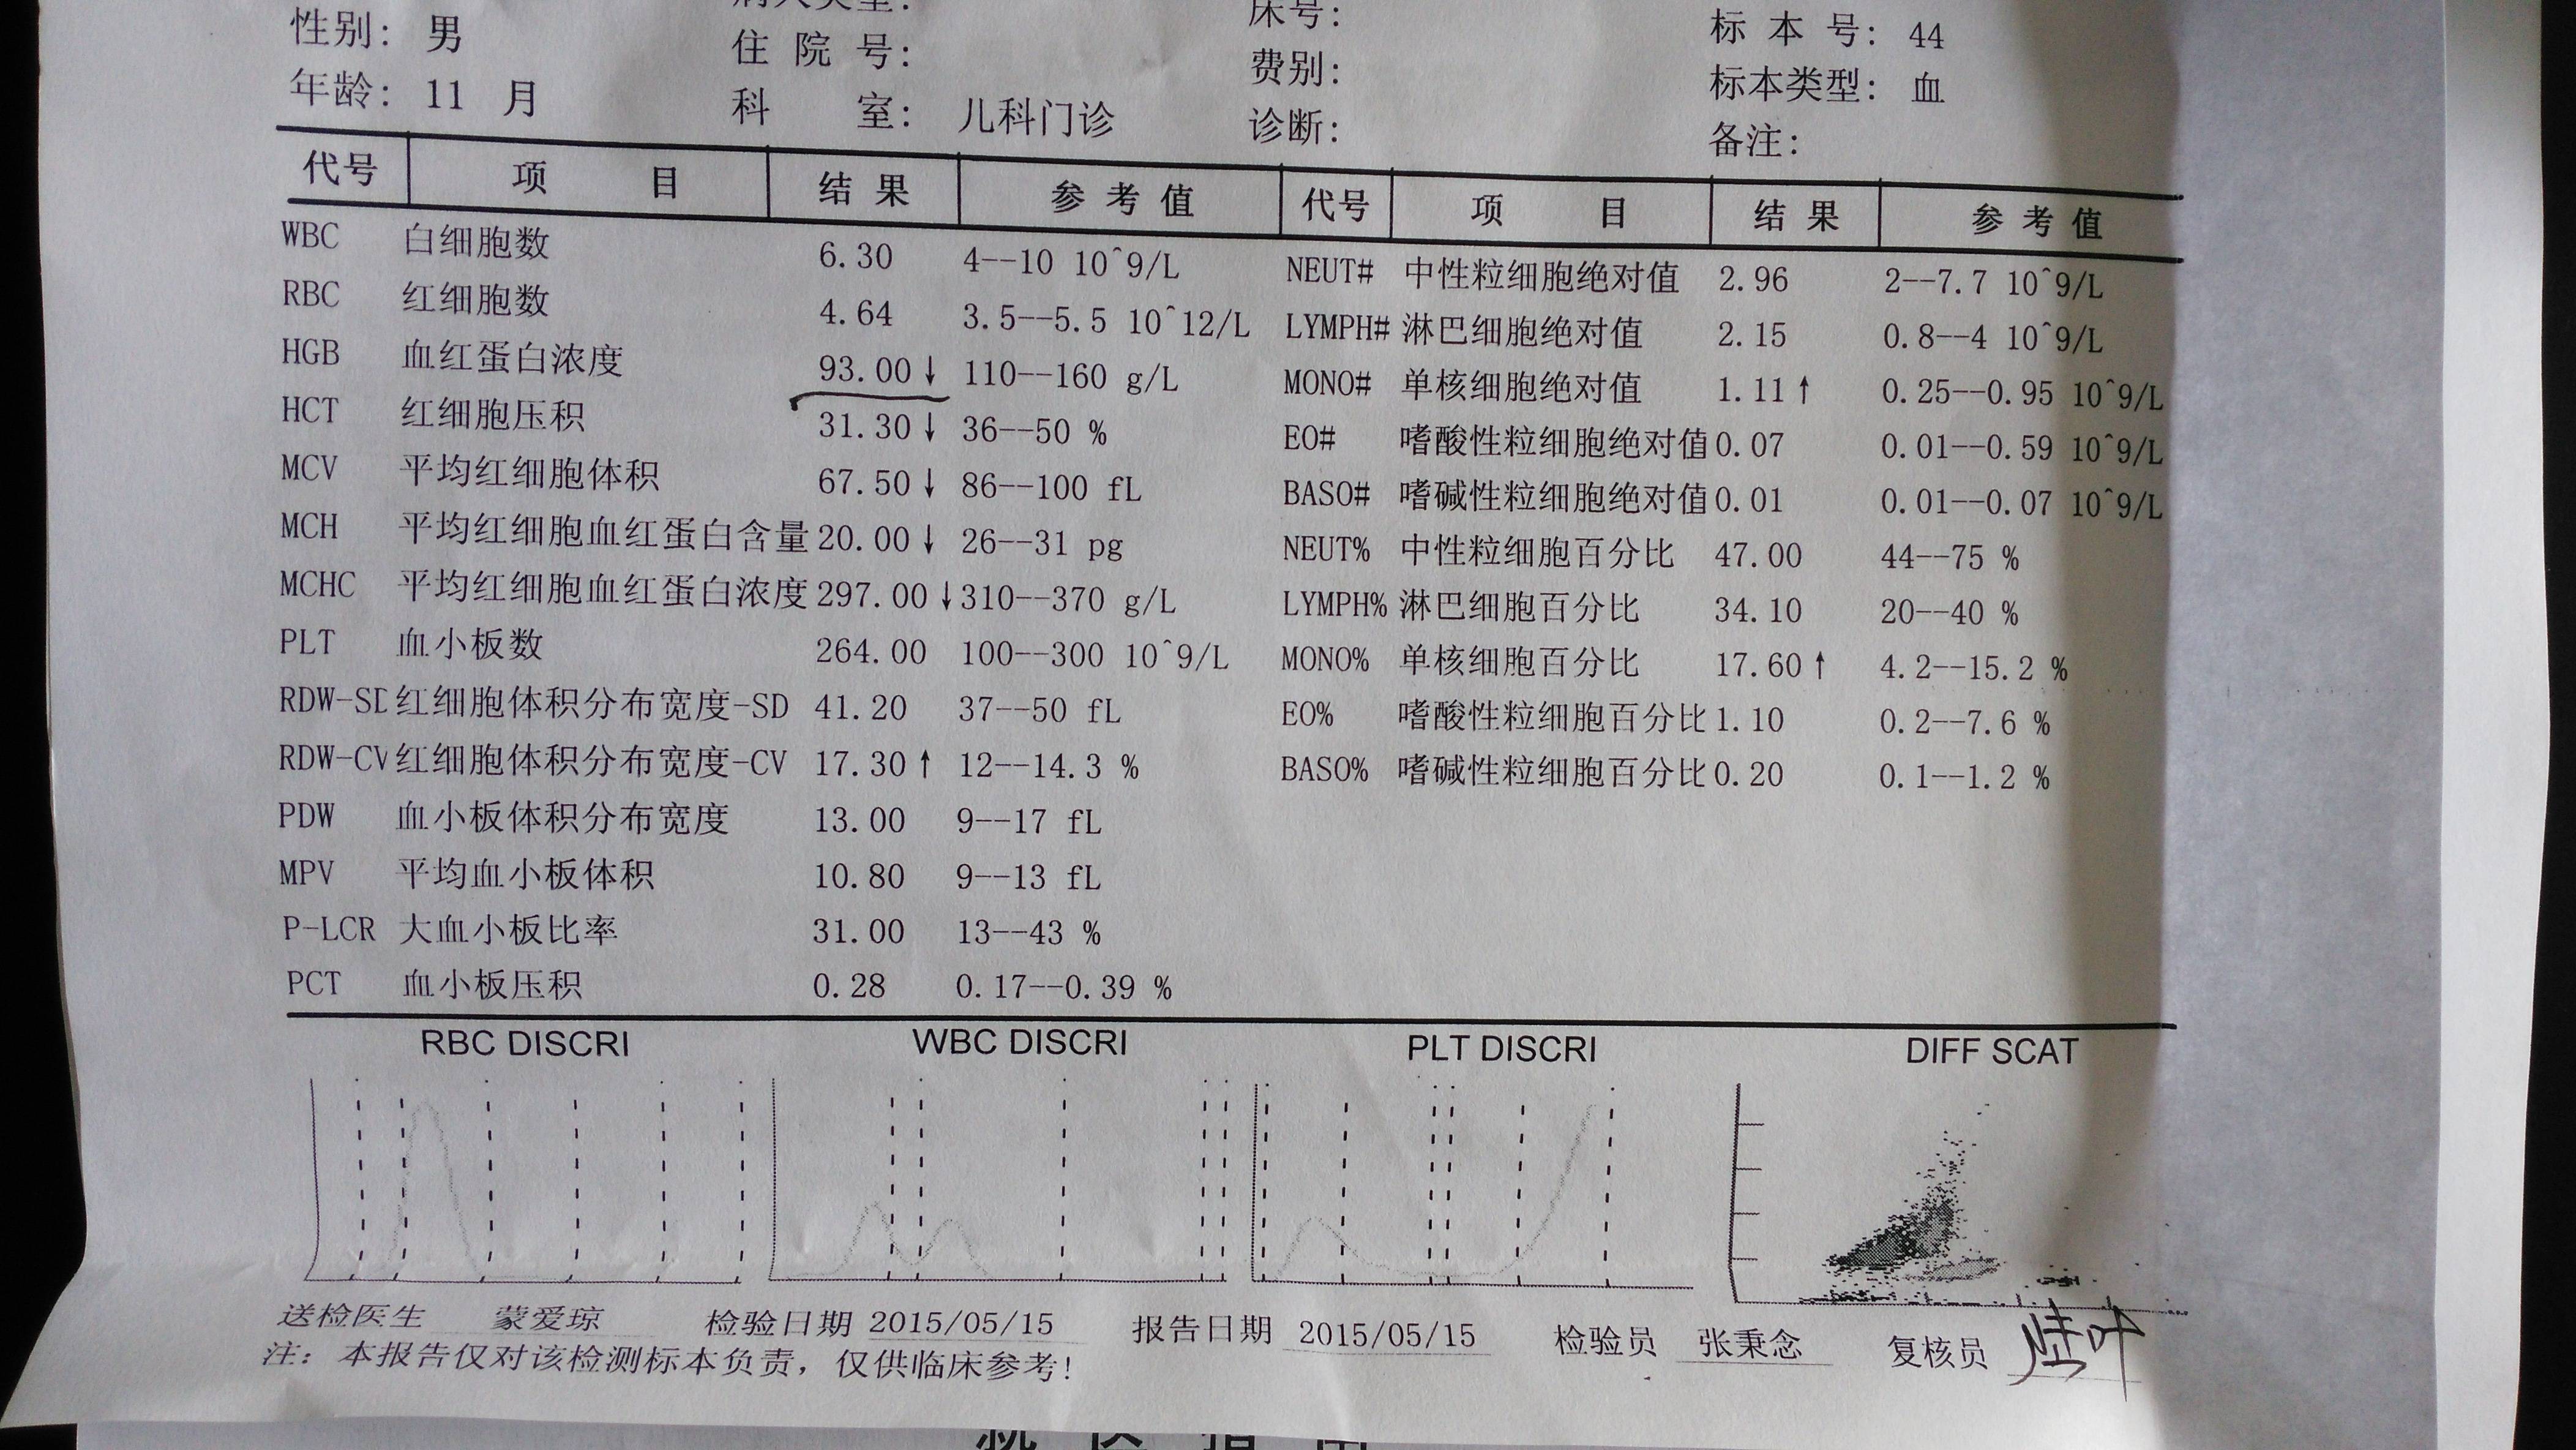 性别: 男
住 院 号:
床号:
标 本 号: 44
年龄: 11 月
科 室: 儿科门诊
费别:
标本类型: 血
诊断:
备注:
代号 项 目 结 果 参 考 值 代号 项 目 结 果 参 考 值
WBC 白细胞数 6.30 4--10 10^9/L NEUT# 中性粒细胞绝对值 2.96 2--7.7 10^9/L
RBC 红细胞数 4.64 3.5--5.5 10^12/L LYMPH# 淋巴细胞绝对值 2.15 0.8--4 10^9/L
HGB 血红蛋白浓度 93.00↓ 110--160 g/L MONO# 单核细胞绝对值 1.11↑ 0.25--0.95 10^9/L
HCT 红细胞压积 31.30↓ 36--50 % EO# 嗜酸性粒细胞绝对值 0.07 0.01--0.59 10^9/L
MCV 平均红细胞体积 67.50↓ 86--100 fL BASO# 嗜碱性粒细胞绝对值 0.01 0.01--0.07 10^9/L
MCH 平均红细胞血红蛋白含量 20.00↓ 26--31 pg NEUT% 中性粒细胞百分比 47.00 44--75 %
MCHC 平均红细胞血红蛋白浓度 297.00↓ 310--370 g/L LYMPH% 淋巴细胞百分比 34.10 20--40 %
PLT 血小板数 264.00 100--300 10^9/L MONO% 单核细胞百分比 17.60↑ 4.2--15.2 %
RDW-SD 红细胞体积分布宽度-SD 41.20 37--50 fL EO% 嗜酸性粒细胞百分比 1.10 0.2--7.6 %
RDW-CV 红细胞体积分布宽度-CV 17.30↑ 12--14.3 % BASO% 嗜碱性粒细胞百分比 0.20 0.1--1.2 %
PDW 血小板体积分布宽度 13.00 9--17 fL
MPV 平均血小板体积 10.80 9--13 fL
P-LCR 大血小板比率 31.00 13--43 %
PCT 血小板压积 0.28 0.17--0.39 %
RBC DISCRI WBC DISCRI PLT DISCRI DIFF SCAT
送检医生 蒙爱琼 检验日期 2015/05/15 报告日期 2015/05/15 检验员 张秉念 复核员
注: 本报告仅对该检测标本负责, 仅供临床参考!